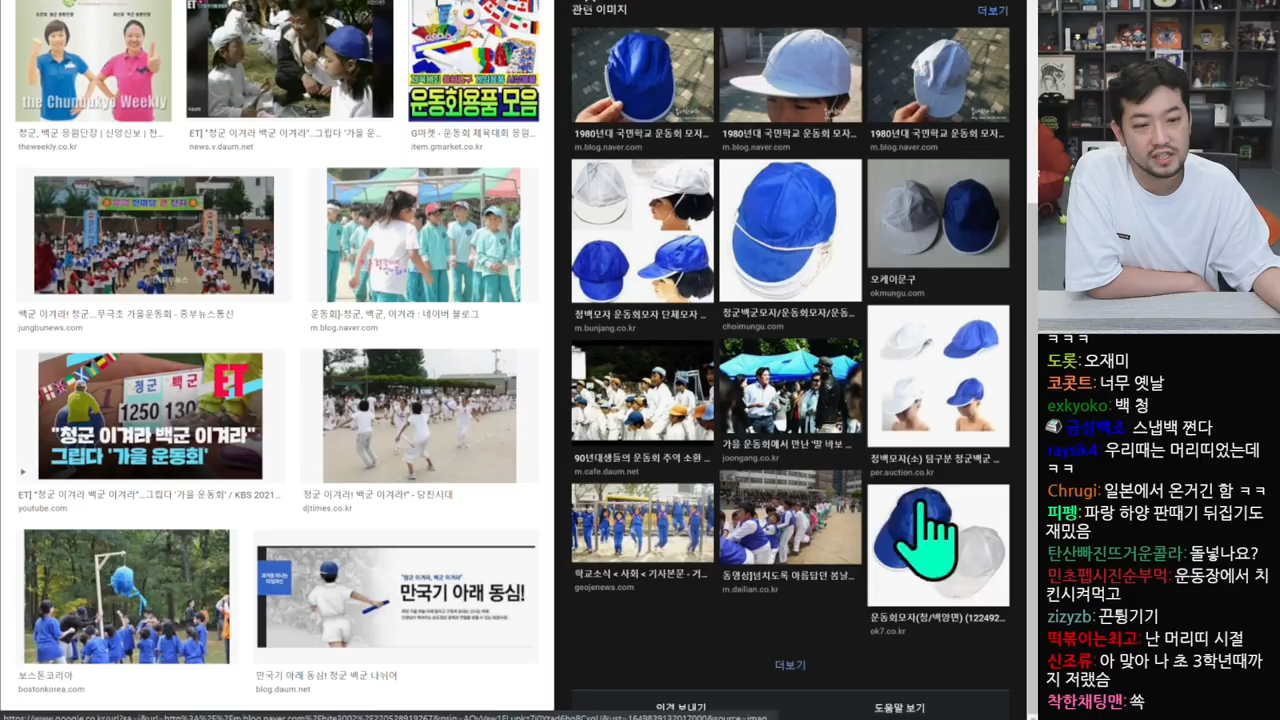 the Chunbukyo Weekly
청군, 백군 응원단장 | 신앙신보 | 천...
theweekly.co.kr
ET
ET] "청군 이겨라 백군 이겨라"...그립다 '가을 운...
news.v.daum.net
운동회용품 모음
G마켓 - 운동회 체육대회 응원...
item.gmarket.co.kr
백군 이겨라! 청군...무극초 가을운동회 - 중부뉴스통신
jungbunews.com
운동회]-청군, 백군, 이겨라 : 네이버 블로그
m.blog.naver.com
청군 백군
1250 130
ET
"청군 이겨라 백군 이겨라"
그립다 '가을 운동회'
ET] "청군 이겨라 백군 이겨라"...그립다 '가을 운동회' / KBS 2021...
youtube.com
청군 이겨라! 백군 이겨라!" - 당진시대
djtimes.co.kr
보스톤코리아
bostonkorea.com
"청군 이겨라, 백군 이겨라"
만국기 아래 동심!
만국기 아래 동심! 청군 백군 나뉘어
blog.daum.net
관련 이미지
더보기
1980년대 국민학교 운동회 모자...
m.blog.naver.com
1980년대 국민학교 운동회 모자...
m.blog.naver.com
1980년대 국민학교 운동회 모자...
m.blog.naver.com
청백모자 운동회모자 단체모자 ...
m.bunjang.co.kr
청군백군모자/운동회모자/운동...
choimungu.com
오케이문구
okmungu.com
90년대생들의 운동회 추억 소환 ...
m.cafe.daum.net
가을 운동회에서 만난 '딸 바보 ...
joongang.co.kr
청백모자(소) 팀구분 청군백군 ...
per.auction.co.kr
학교소식 < 사회 < 기사본문 - 거...
geojenews.com
동영상]넘치도록 아름답던 봄날...
m.dailian.co.kr
운동회모자(청/백양면) (122492...
ok7.co.kr
더보기
의견 보내기
도움말 보기
ㅋㅋㅋ
도롯: 오재미
코콧트: 너무 옛날
exkyoko: 백 청
금성백조: 스냅백 쩐다
raysik4: 우리때는 머리띠었는데
ㅋㅋ
Chrugi: 일본에서 온거긴 함 ㅋㅋ
피펭: 파랑 하양 판때기 뒤집기도
재밌음
탄산빠진뜨거운콜라: 돌넣나요?
민초펩시진순부먹: 운동장에서 치
킨시켜먹고
zizyzb: 끈튕기기
떡볶이는최고: 난 머리띠 시절
신조류: 아 맞아 나 초 3학년때까
지 저랬슴
착한채팅맨: 쏙